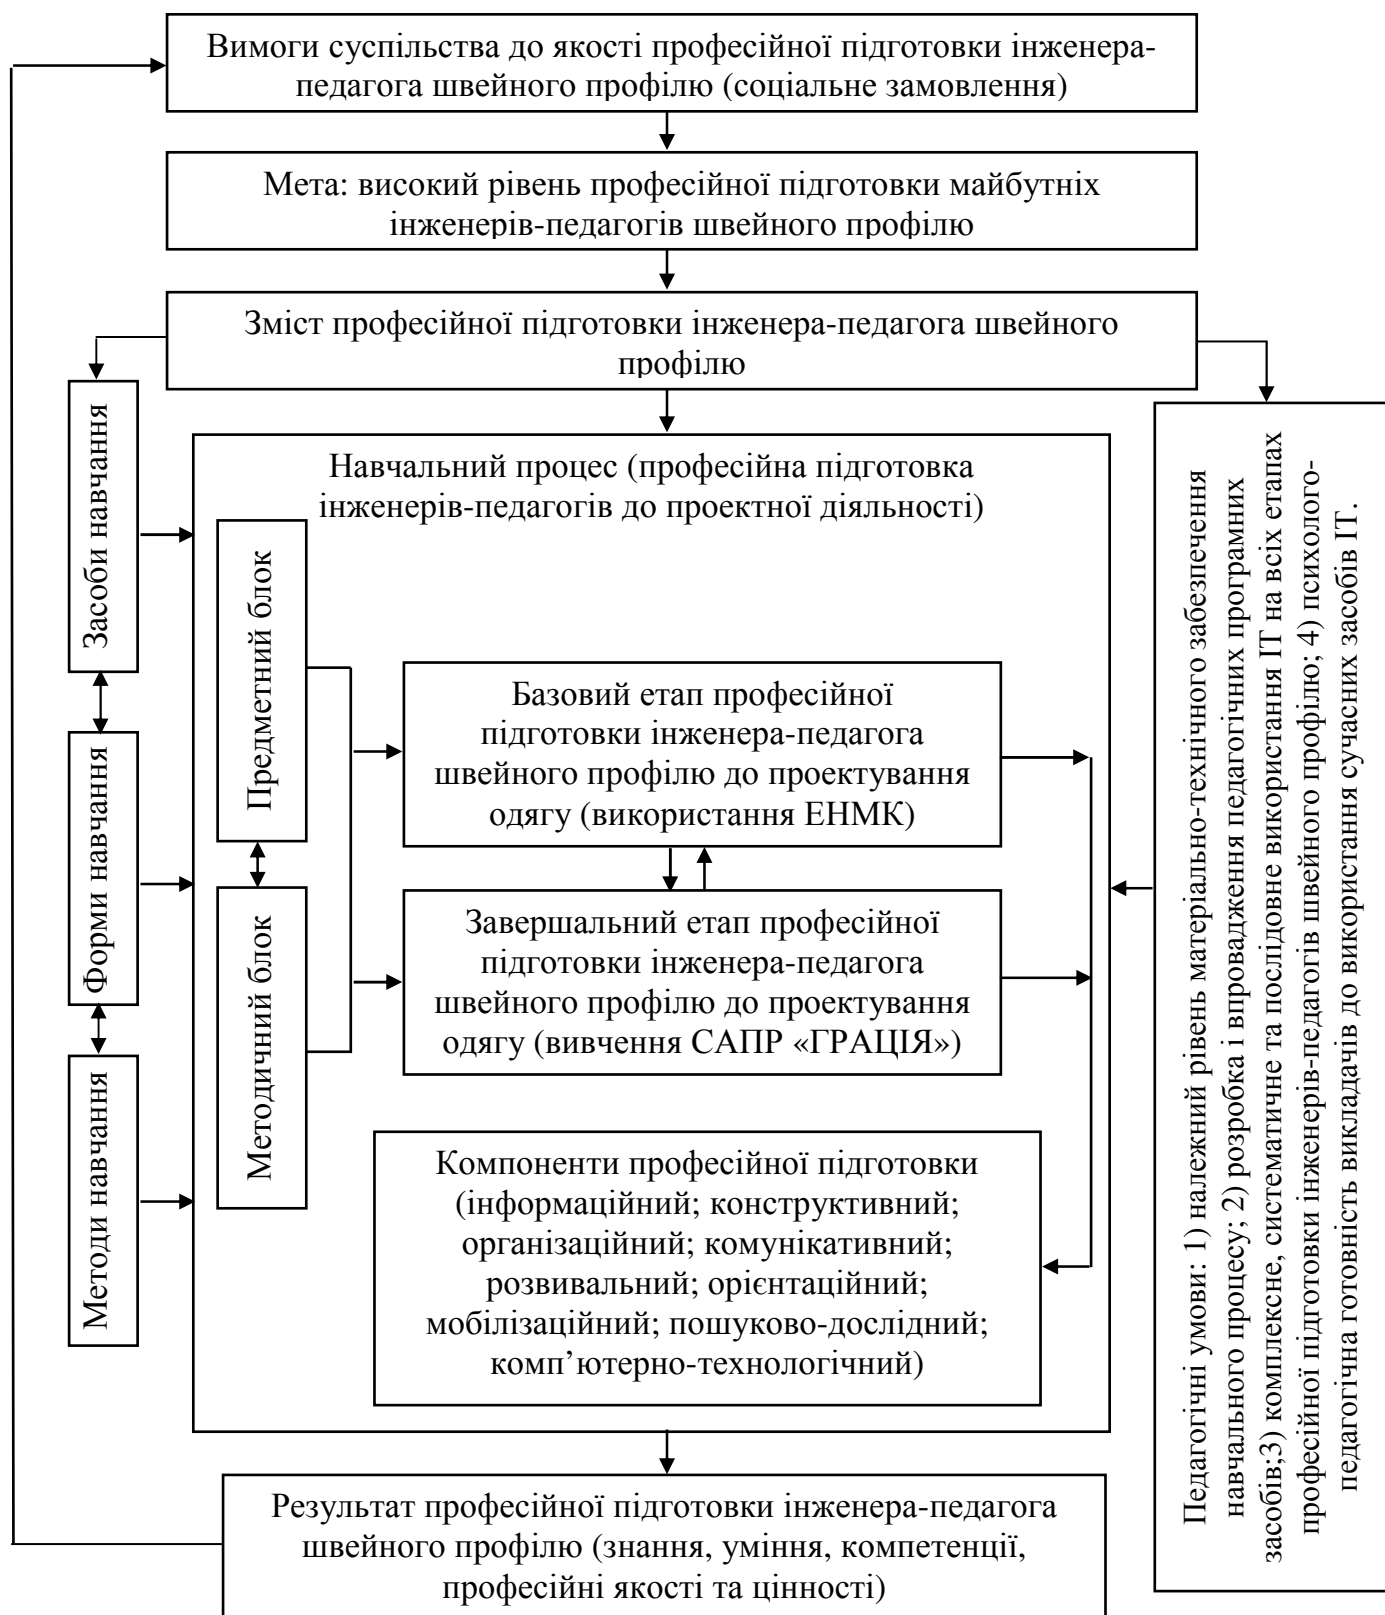 Вимоги суспільства до якості професійної підготовки інженера-
педагога швейного профілю (соціальне замовлення)
Мета: високий рівень професійної підготовки майбутніх
інженерів-педагогів швейного профілю
Зміст професійної підготовки інженера-педагога швейного
профілю
Засоби навчання
Форми навчання
Методи навчання
Навчальний процес (професійна підготовка
інженерів-педагогів до проектної діяльності)
Предметний блок
Методичний блок
Базовий етап професійної
підготовки інженера-педагога
швейного профілю до проектування
одягу (використання ЕНМК)
Завершальний етап професійної
підготовки інженера-педагога
швейного профілю до проектування
одягу (вивчення САПР «ГРАЦІЯ»)
Компоненти професійної підготовки
(інформаційний; конструктивний;
організаційний; комунікативний;
розвивальний; орієнтаційний;
мобілізаційний; пошуково-дослідний;
комп’ютерно-технологічний)
Педагогічні умови: 1) належний рівень матеріально-технічного забезпечення
навчального процесу; 2) розробка і впровадження педагогічних програмних
засобів;3) комплексне, систематичне та послідовне використання ІТ на всіх етапах
професійної підготовки інженерів-педагогів швейного профілю; 4) психолого-
педагогічна готовність викладачів до використання сучасних засобів ІТ.
Результат професійної підготовки інженера-педагога
швейного профілю (знання, уміння, компетенції,
професійні якості та цінності)